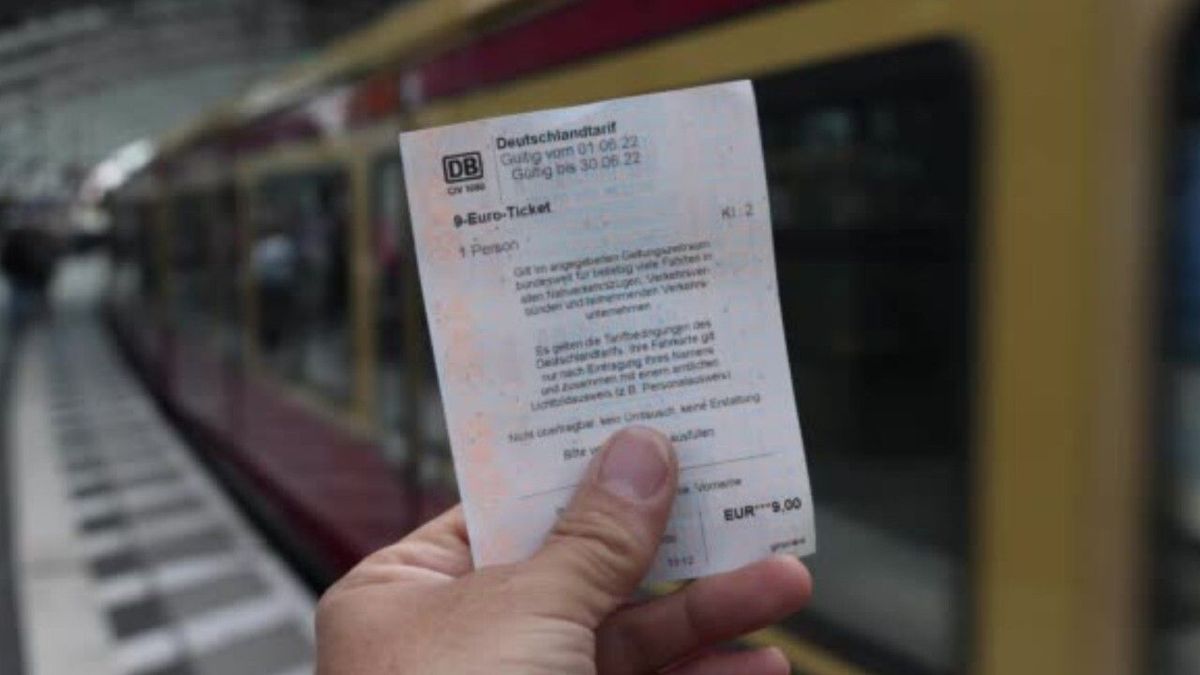 Deutschlandtarif
Gültig vom 01.06.22
Gültig bis 30.06.22
DB
CIV 1080
9-Euro-Ticket
Kl.: 2
1 Person
Gilt im angegebenen Geltungszeitraum
bundesweit für beliebig viele Fahrten in
allen Nahverkehrszügen, Verkehrsver-
bünden und teilnehmenden Verkehrs-
unternehmen
Es gelten die Tarifbedingungen des
Deutschlandtarifs. Ihre Fahrkarte gilt
nur nach Eintragung Ihres Namens
und zusammen mit einem amtlichen
Lichtbildausweis (z.B. Personalausweis)
Nicht übertragbar, kein Umtausch, keine Erstattung
Bitte ausfüllen
Vorname
EUR***9,00